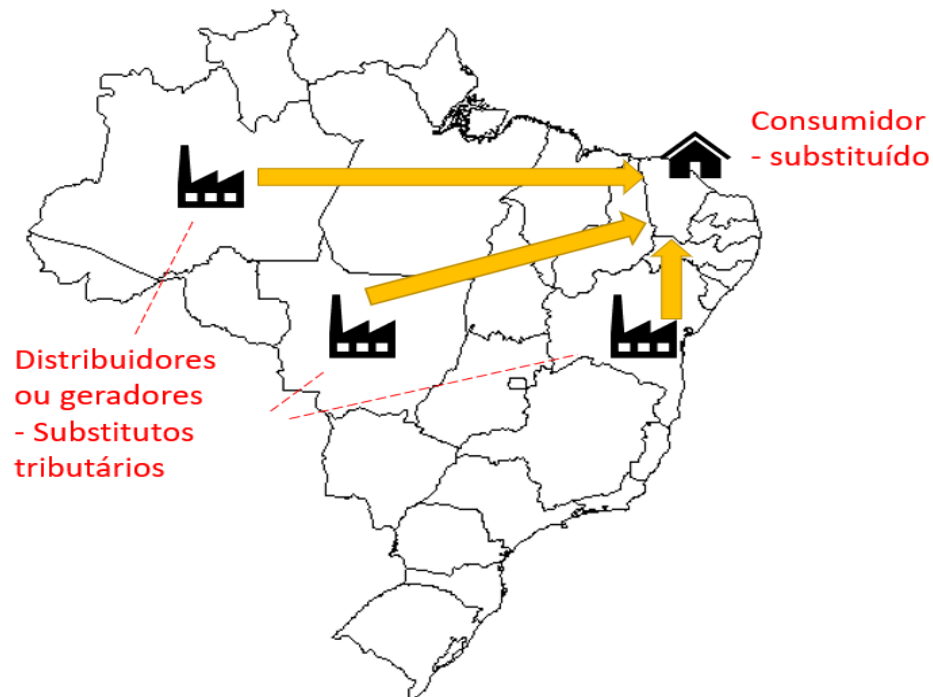 Consumidor
- substituído
Distribuidores
ou geradores
- Substitutos
tributários